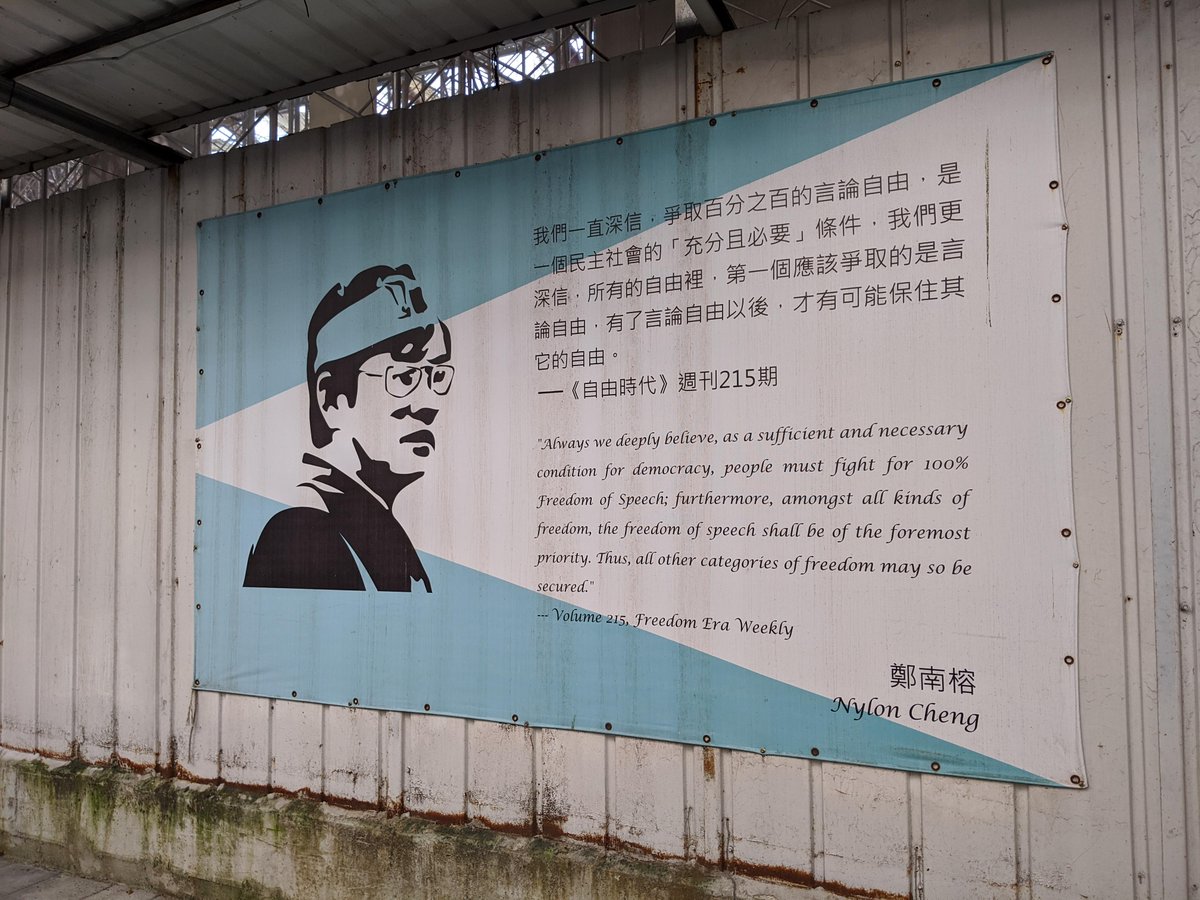 我們一直深信，爭取百分之百的言論自由，是
一個民主社會的「充分且必要」條件，我們更
深信，所有的自由裡，第一個應該爭取的是言
論自由，有了言論自由以後，才有可能保住其
它的自由。
──《自由時代》週刊215期
"Always we deeply believe, as a sufficient and necessary
condition for democracy, people must fight for 100%
Freedom of Speech; furthermore, amongst all kinds of
freedom, the freedom of speech shall be of the foremost
priority. Thus, all other categories of freedom may so be
secured."
--- Volume 215, Freedom Era Weekly
鄭南榕
Nylon Cheng